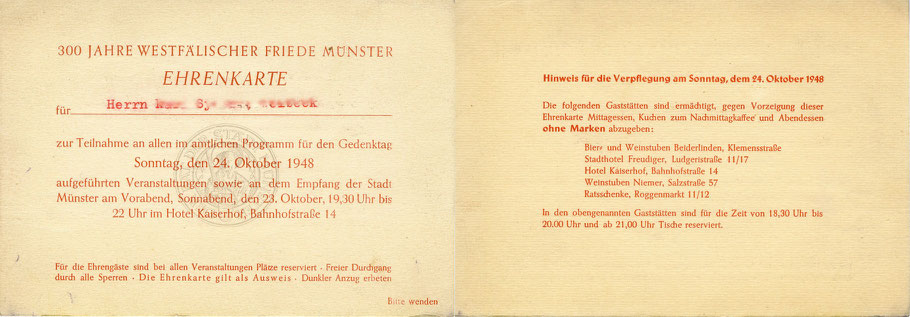 300 JAHRE WESTFÄLISCHER FRIEDE MÜNSTER
EHRENKARTE
für Herrn
zur Teilnahme an allen im amtlichen Programm für den Gedenktag
Sonntag, den 24. Oktober 1948
aufgeführten Veranstaltungen sowie an dem Empfang der Stadt
Münster am Vorabend, Sonnabend, den 23. Oktober, 19,30 Uhr bis
22 Uhr im Hotel Kaiserhof, Bahnhofstraße 14
Für die Ehrengäste sind bei allen Veranstaltungen Plätze reserviert · Freier Durchgang
durch alle Sperren · Die Ehrenkarte gilt als Ausweis · Dunkler Anzug erbeten
Bitte wenden
Hinweis für die Verpflegung am Sonntag, dem 24. Oktober 1948
Die folgenden Gaststätten sind ermächtigt, gegen Vorzeigung dieser
Ehrenkarte Mittagessen, Kuchen zum Nachmittagkaffee und Abendessen
ohne Marken abzugeben:
Bier- und Weinstuben Beiderlinden, Klemensstraße
Stadthotel Freudiger, Ludgeristraße 11/17
Hotel Kaiserhof, Bahnhofstraße 14
Weinstuben Niemer, Salzstraße 57
Ratsschenke, Roggenmarkt 11/12
In den obengenannten Gaststätten sind für die Zeit von 18,30 Uhr bis
20.00 Uhr und ab 21,00 Uhr Tische reserviert.